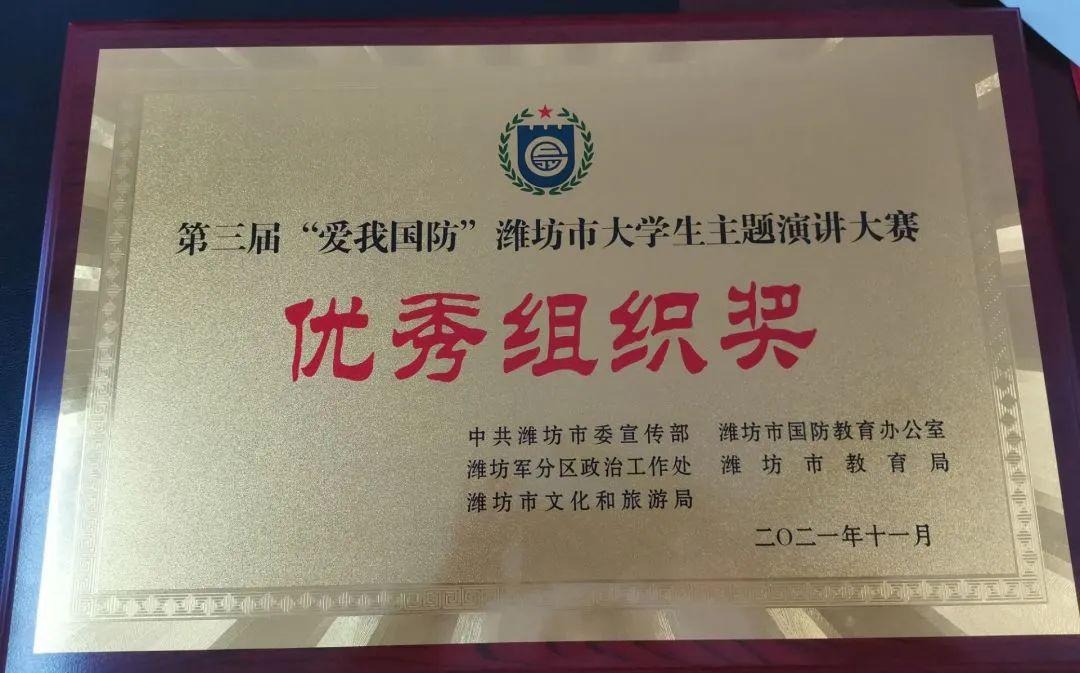 第三届“爱我国防”潍坊市大学生主题演讲大赛
优秀组织奖
中共潍坊市委宣传部 潍坊市国防教育办公室
潍坊军分区政治工作处 潍坊市教育局
潍坊市文化和旅游局
二〇二一年十一月